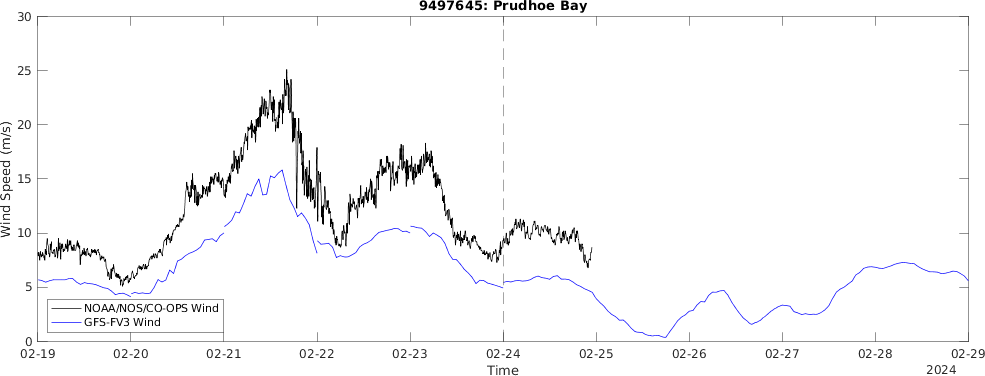 9497645: Prudhoe Bay
30
25
20
15
10
5
0
Wind Speed (m/s)
NOAA/NOS/CO-OPS Wind
GFS-FV3 Wind
02-19 02-20 02-21 02-22 02-23 02-24 02-25 02-26 02-27 02-28 02-29
Time
2024